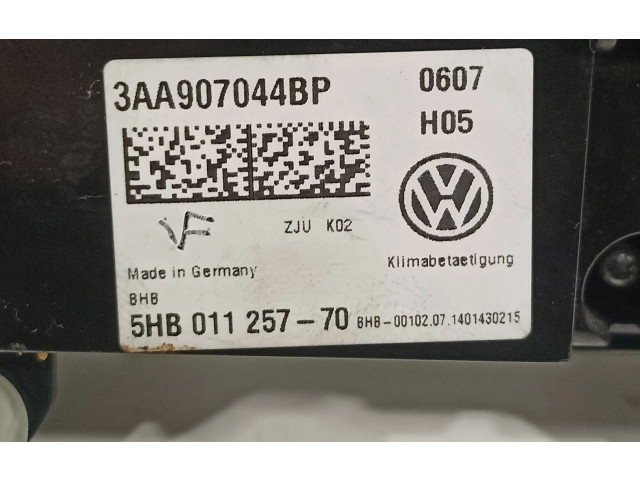 3AA907044BP 0607
H05
VF ZJU K02
Klimabetaetigung
Made in Germany
BHB
5HB 011 257-70 BHB-00102.07.1401430215